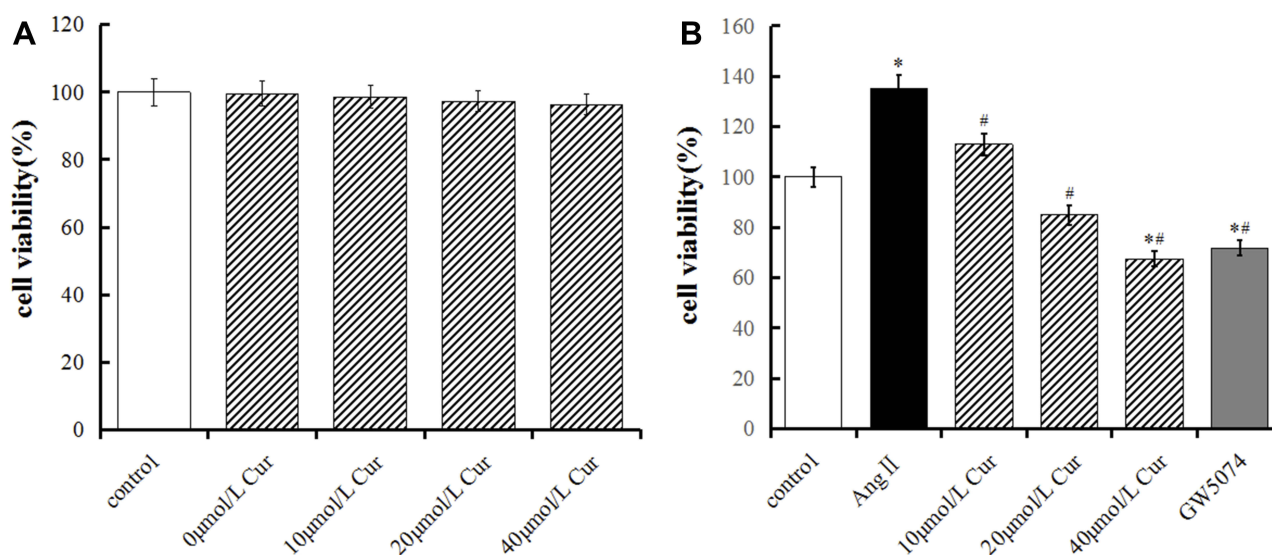 A
cell viability(%)
120
100
80
60
40
20
0
control
0μmol/L Cur
10μmol/L Cur
20μmol/L Cur
40μmol/L Cur
B
cell viability(%)
160
140
120
100
80
60
40
20
0
*
#
#
*#
*#
control
Ang II
10μmol/L Cur
20μmol/L Cur
40μmol/L Cur
GW5074